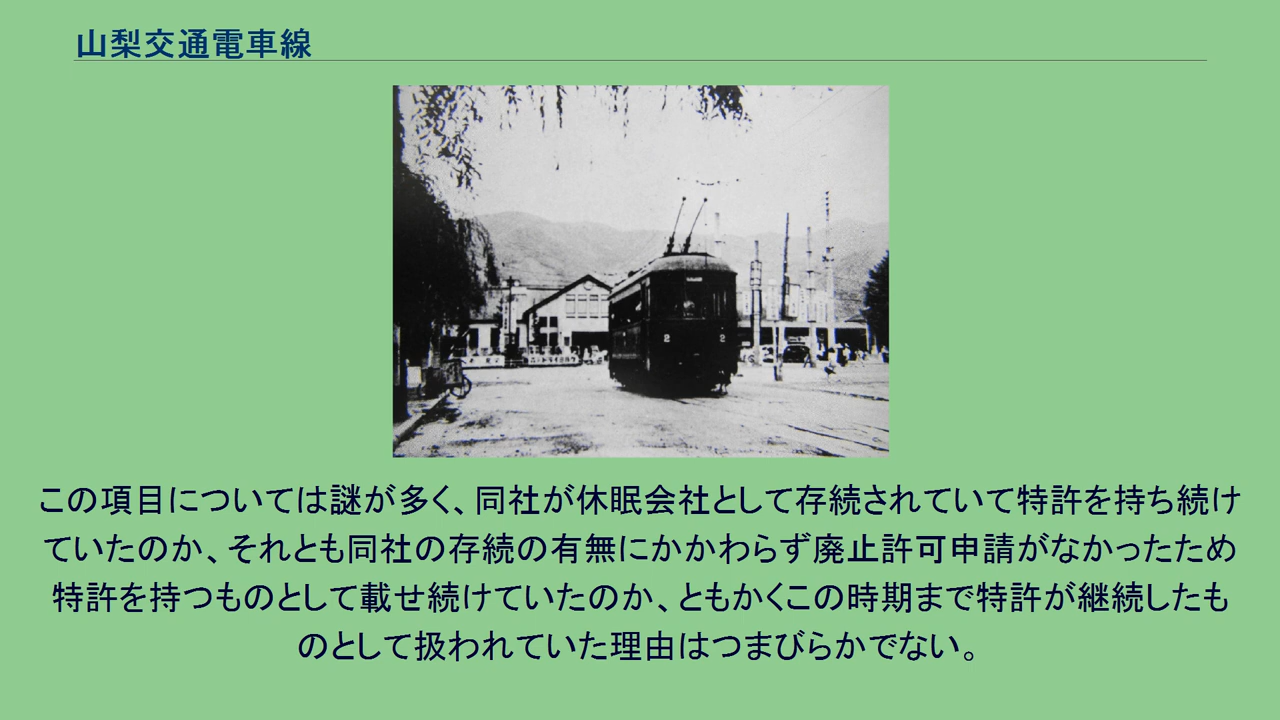 山梨交通電車線
2 2
この項目については謎が多く、同社が休眠会社として存続されていて特許を持ち続け
ていたのか、それとも同社の存続の有無にかかわらず廃止許可申請がなかったため
特許を持つものとして載せ続けていたのか、ともかくこの時期まで特許が継続したも
のとして扱われていた理由はつまびらかでない。